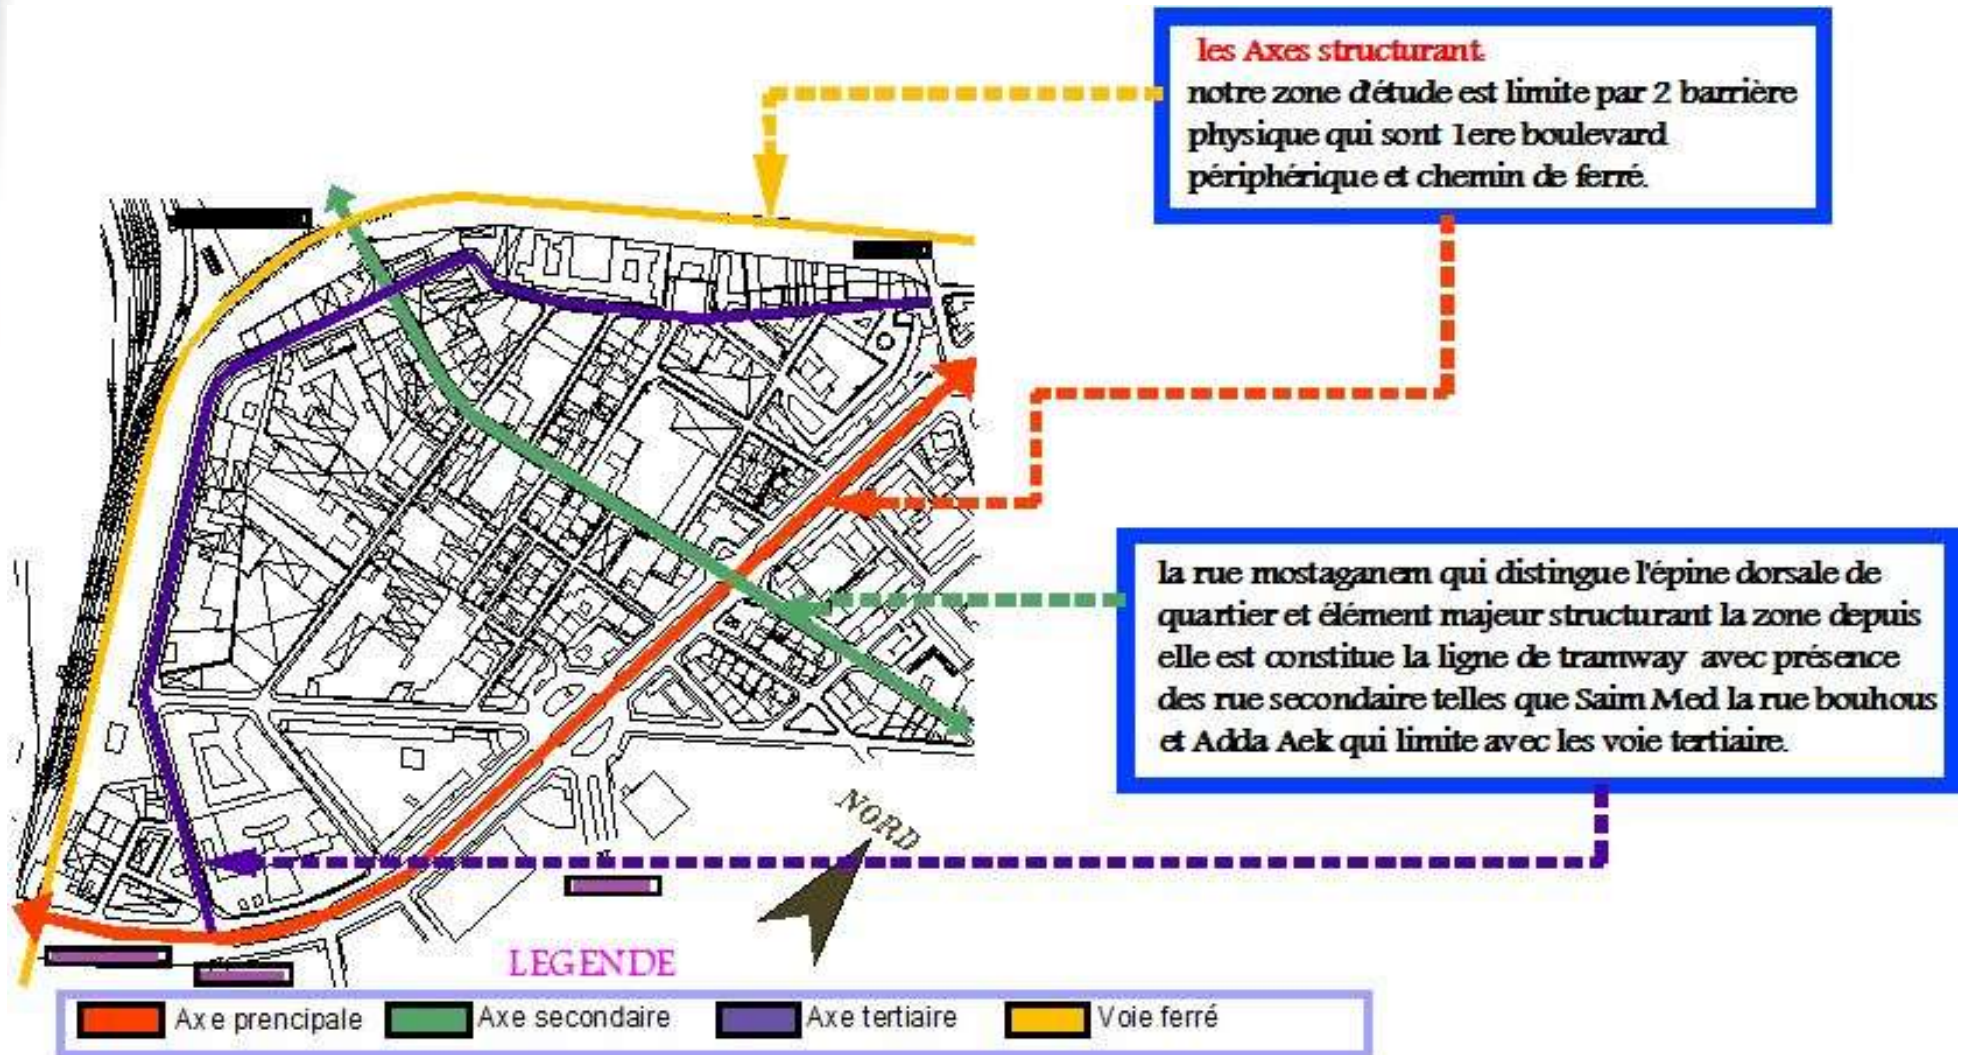 les Axes structurant.
notre zone d'étude est limite par 2 barrière
physique qui sont 1ere boulevard
périphérique et chemin de ferré.
la rue mostaganem qui distingue l'épine dorsale de
quartier et élément majeur structurant la zone depuis
elle est constitue la ligne de tramway avec présence
des rue secondaire telles que Saim Med la rue bouhous
et Adda Aek qui limite avec les voie tertiaire.
NORD
LEGENDE
Axe prencipale
Axe secondaire
Axe tertiaire
Voie ferré